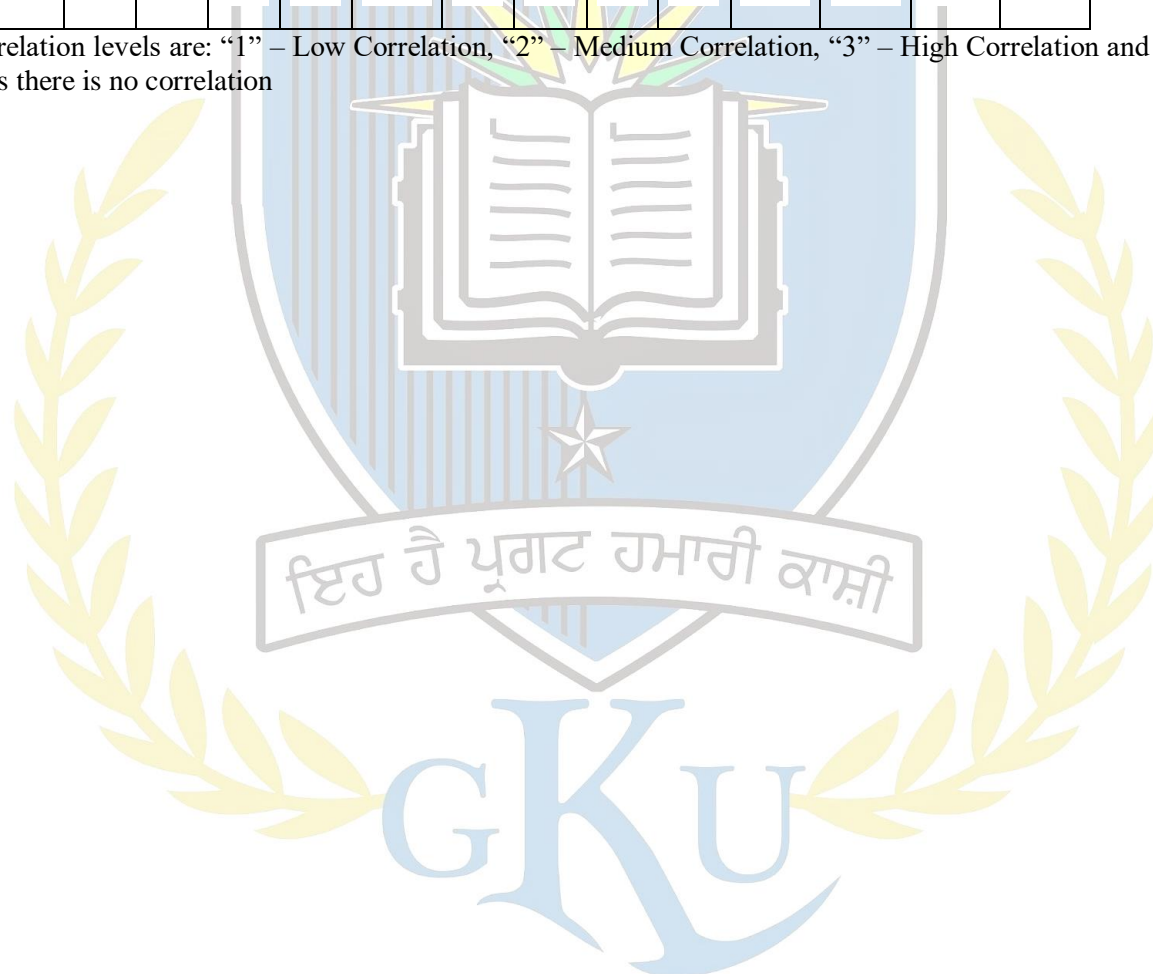 relation levels are: “1” – Low Correlation, “2” – Medium Correlation, “3” – High Correlation and
s there is no correlation
ਇਹ ਹੈ ਪ੍ਰਗਟ ਹਮਾਰੀ ਕਾਸ਼ੀ
GKU